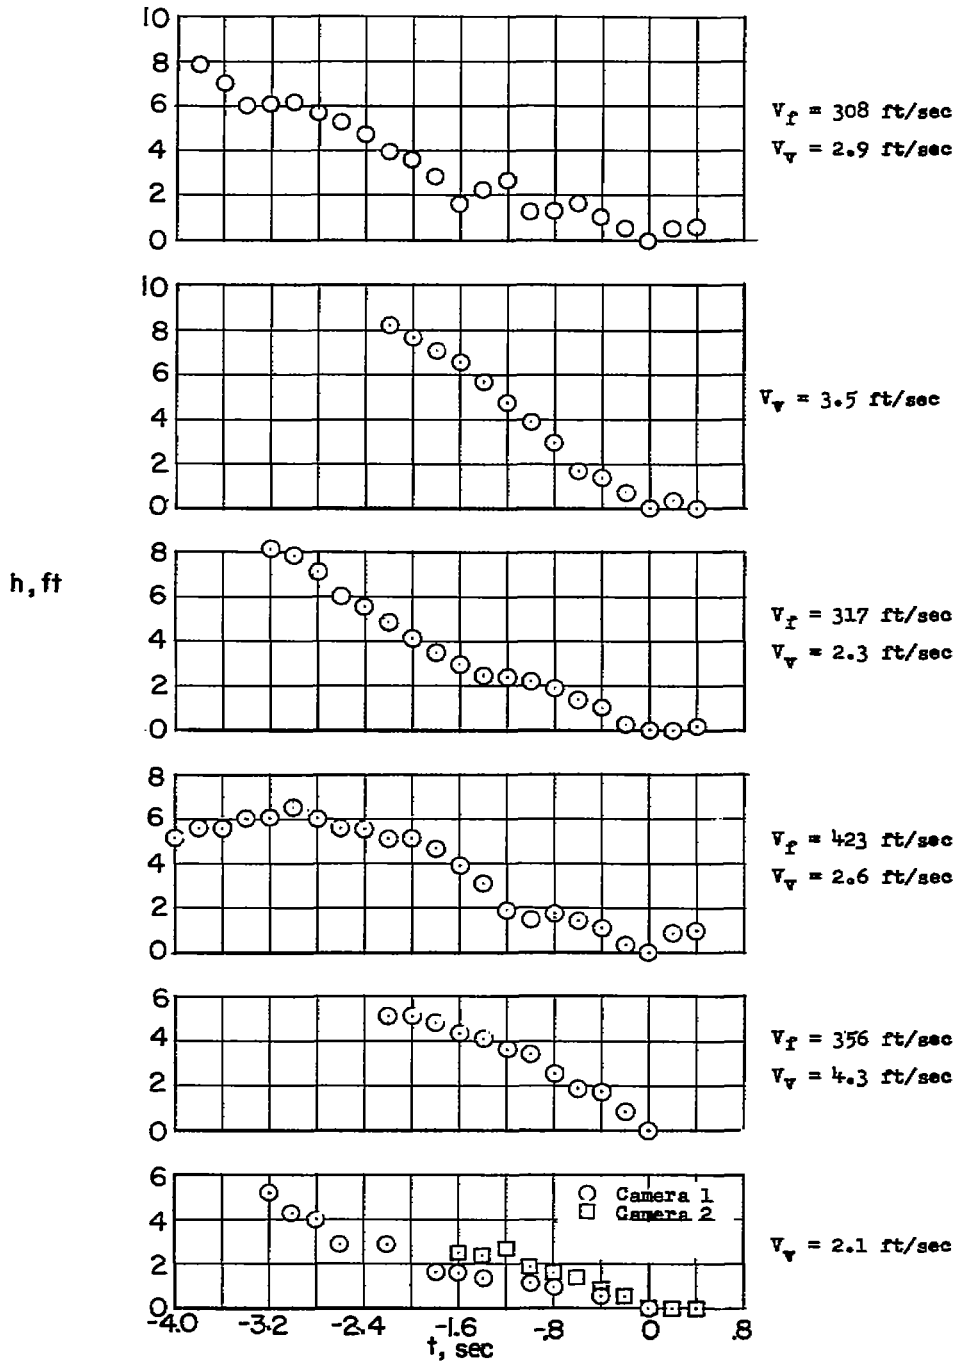 10
8
6
4
2
0
V_f = 308 ft/sec
V_v = 2.9 ft/sec
10
8
6
4
2
0
V_v = 3.5 ft/sec
h, ft
8
6
4
2
0
V_f = 317 ft/sec
V_v = 2.3 ft/sec
8
6
4
2
0
V_f = 423 ft/sec
V_v = 2.6 ft/sec
6
4
2
0
V_f = 356 ft/sec
V_v = 4.3 ft/sec
6
4
2
0
Camera 1
Camera 2
V_v = 2.1 ft/sec
-4.0 -3.2 -2.4 -1.6 -.8 0 .8
t, sec